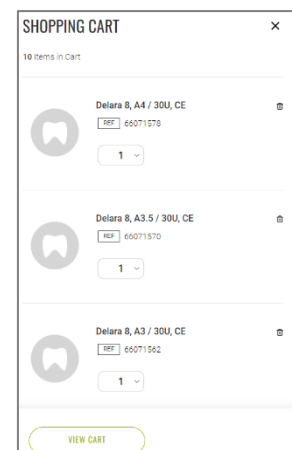 SHOPPING CART
10 Items in Cart
Delara 8, A4 / 30U, CE
REF 66071578
1
Delara 8, A3.5 / 30U, CE
REF 66071570
1
Delara 8, A3 / 30U, CE
REF 66071562
1
VIEW CART